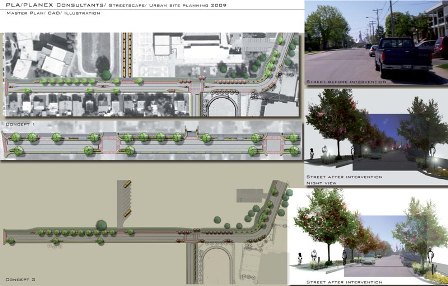 PLA/PLANEX CONSULTANTS/ STREETSCAPE/ URBAN SITE PLANNING 2009
MASTER PLAN/ CAD/ ILLUSTRATION
STREET BEFORE INTERVENTION
CONCEPT 1
STREET AFTER INTERVENTION
NIGHT VIEW
CONCEPT 2
STREET AFTER INTERVENTION